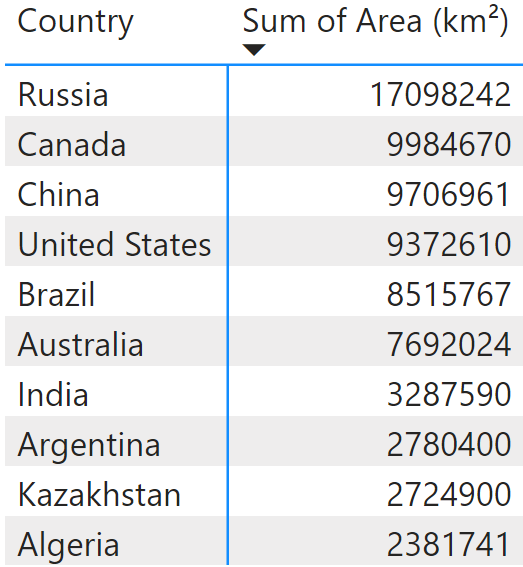 Country Sum of Area (km²)
Russia 17098242
Canada 9984670
China 9706961
United States 9372610
Brazil 8515767
Australia 7692024
India 3287590
Argentina 2780400
Kazakhstan 2724900
Algeria 2381741